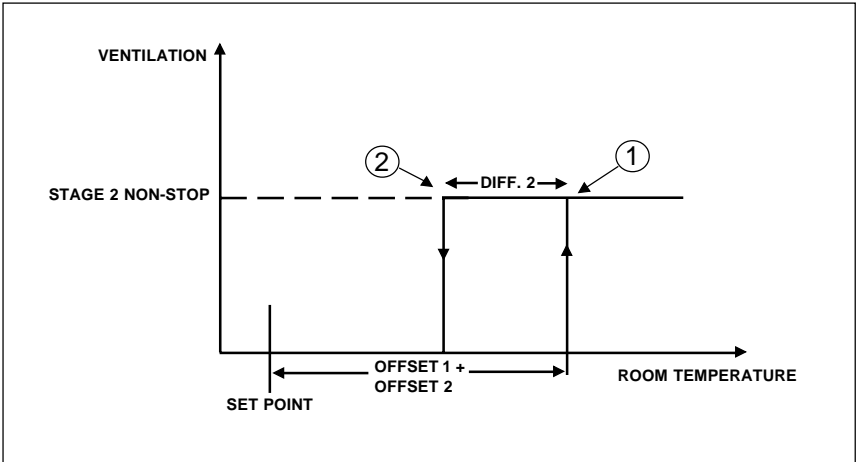 VENTILATION
2
1
DIFF. 2
STAGE 2 NON-STOP
OFFSET 1 +
OFFSET 2
ROOM TEMPERATURE
SET POINT